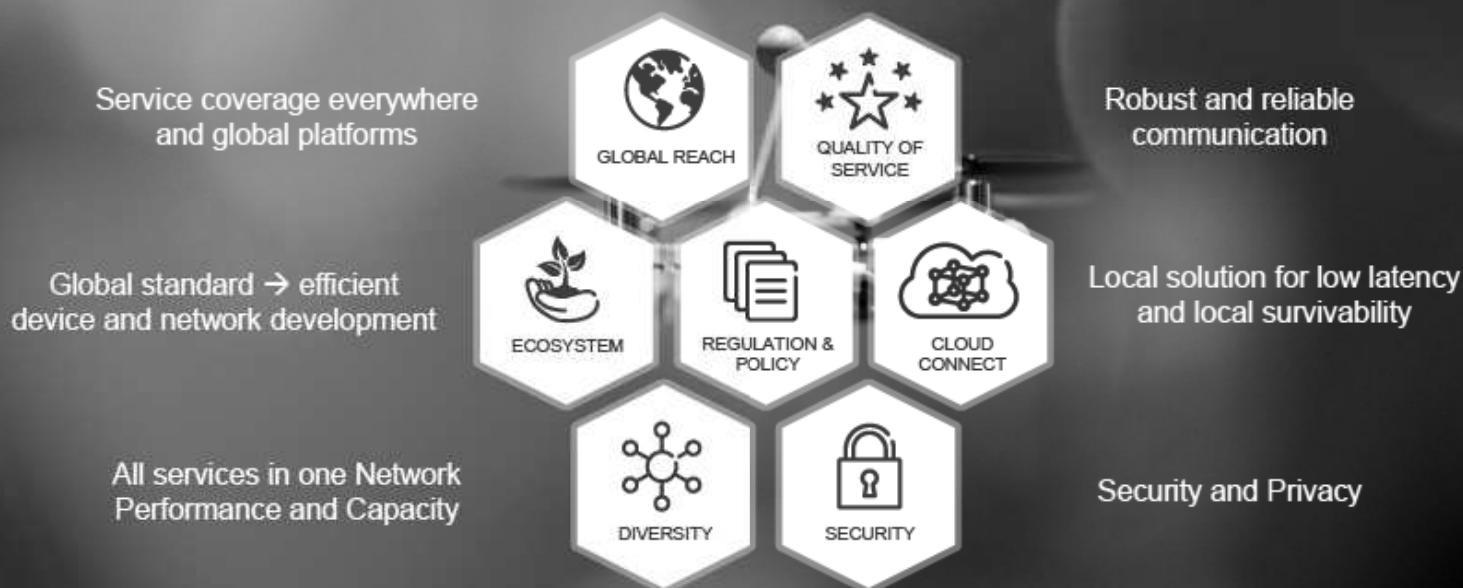 Service coverage everywhere
and global platforms
GLOBAL REACH
QUALITY OF
SERVICE
Robust and reliable
communication
Global standard → efficient
device and network development
ECOSYSTEM
REGULATION &
POLICY
CLOUD
CONNECT
Local solution for low latency
and local survivability
All services in one Network
Performance and Capacity
DIVERSITY
SECURITY
Security and Privacy